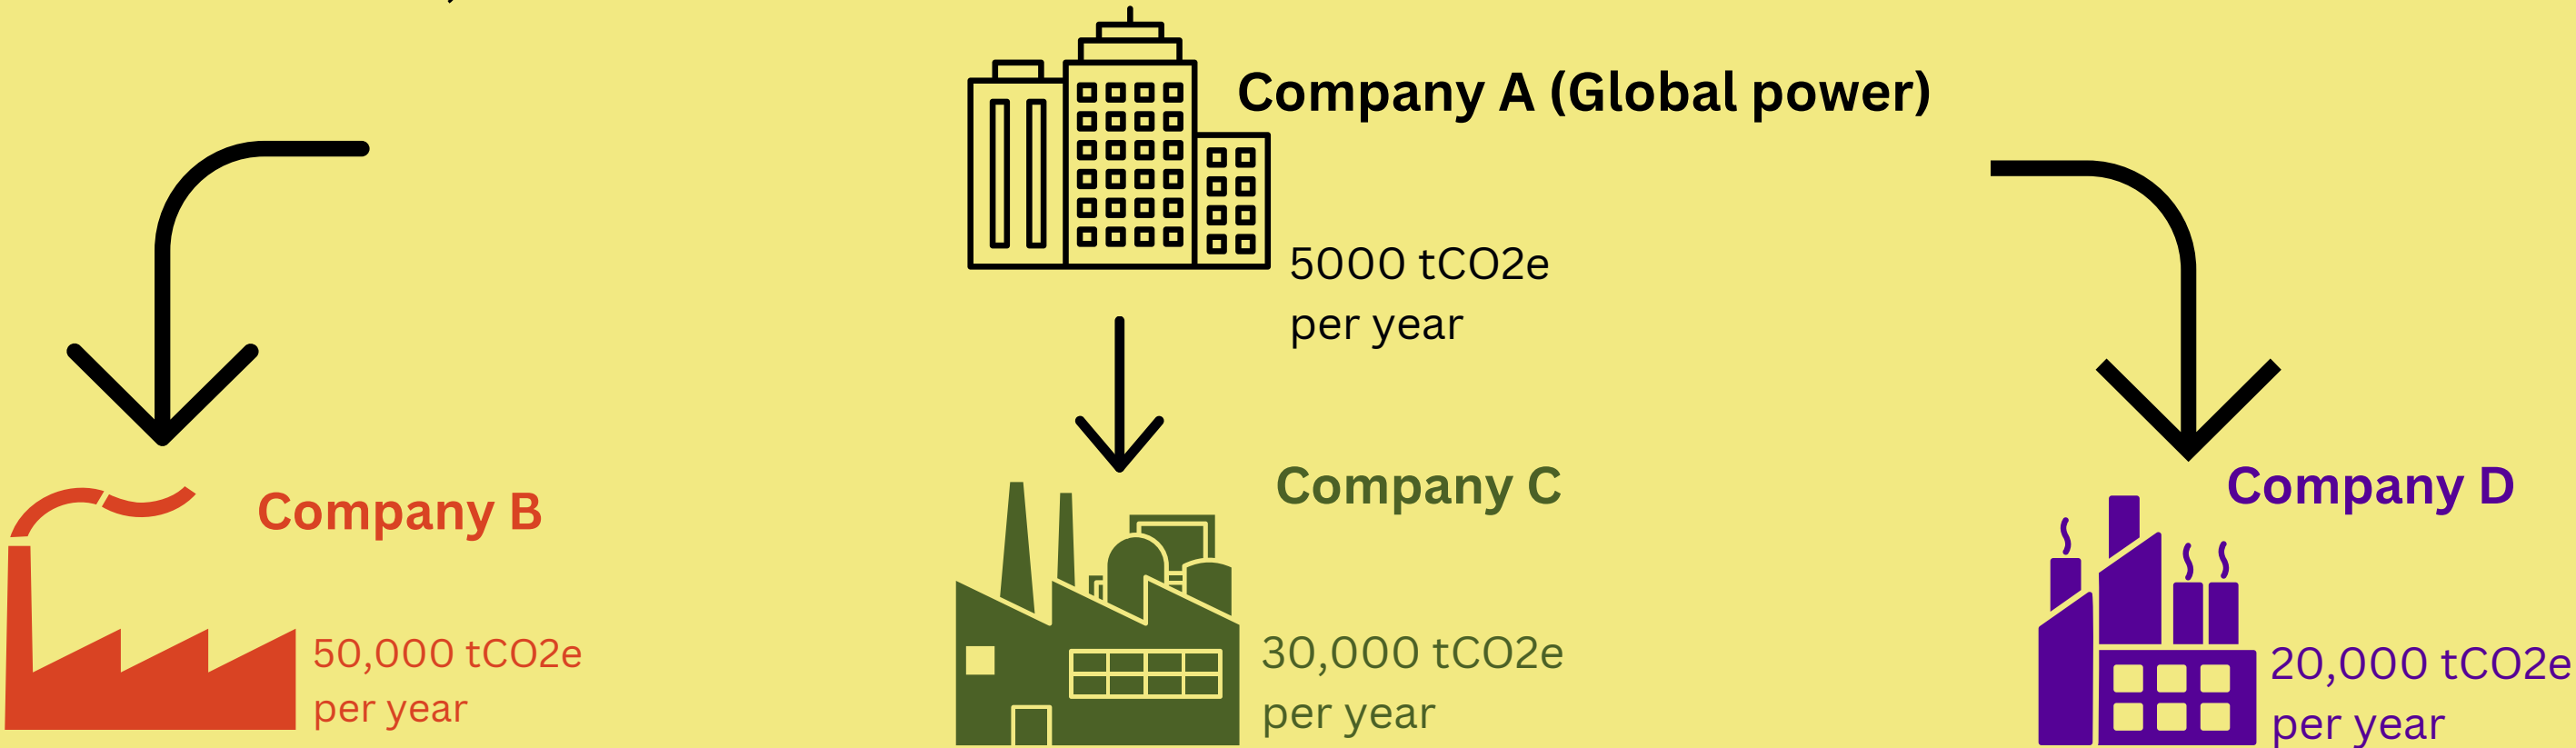 Company A (Global power)
5000 tCO2e
per year
Company B
50,000 tCO2e
per year
Company C
30,000 tCO2e
per year
Company D
20,000 tCO2e
per year